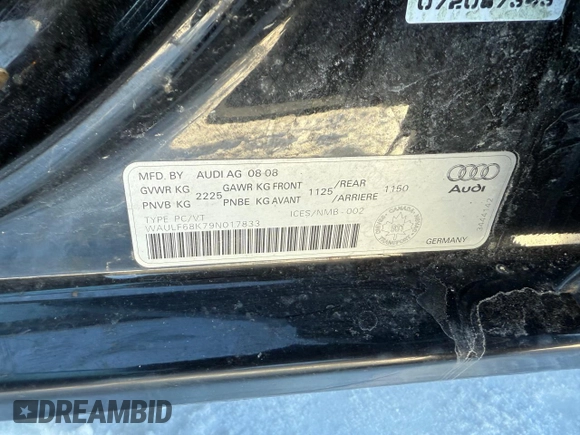 MFD. BY AUDI AG 08·08
GVWR KG 2225 GAWR KG FRONT 1125/REAR 1150
PNVB KG PNBE KG AVANT /ARRIERE
Audi
TYPE PC/VT ICES/NMB-002
WAULF68K79N017833
CANADA
GERMANY
DREAMBID